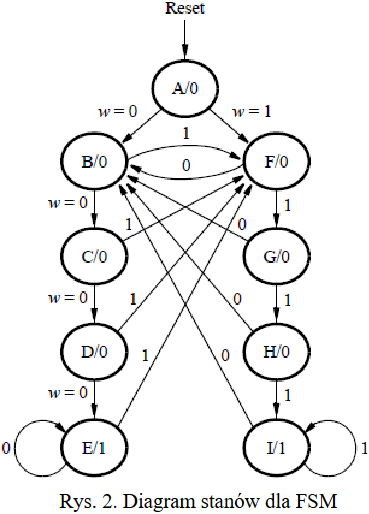 Reset
A/0
w = 0 w = 1
1
B/0 0 F/0
w = 0 1 0 1
C/0 G/0
w = 0 1 0 1
D/0 H/0
w = 0 1 0 1
0 E/1 I/1 1
Rys. 2. Diagram stanów dla FSM